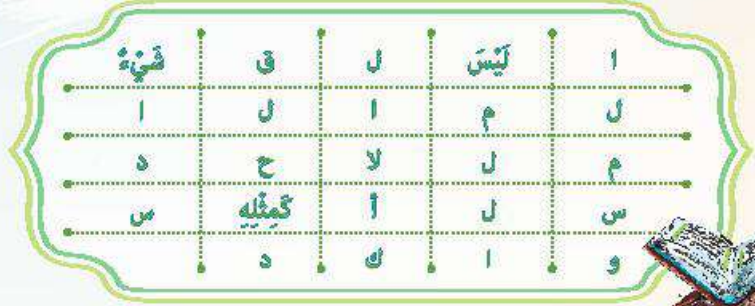 ا لَيْسَ ل ق شَيْءٌ
ل م ا ل ا
م ل لا ح د
س ل أ كَمِثْلِهِ س
و ا ك د